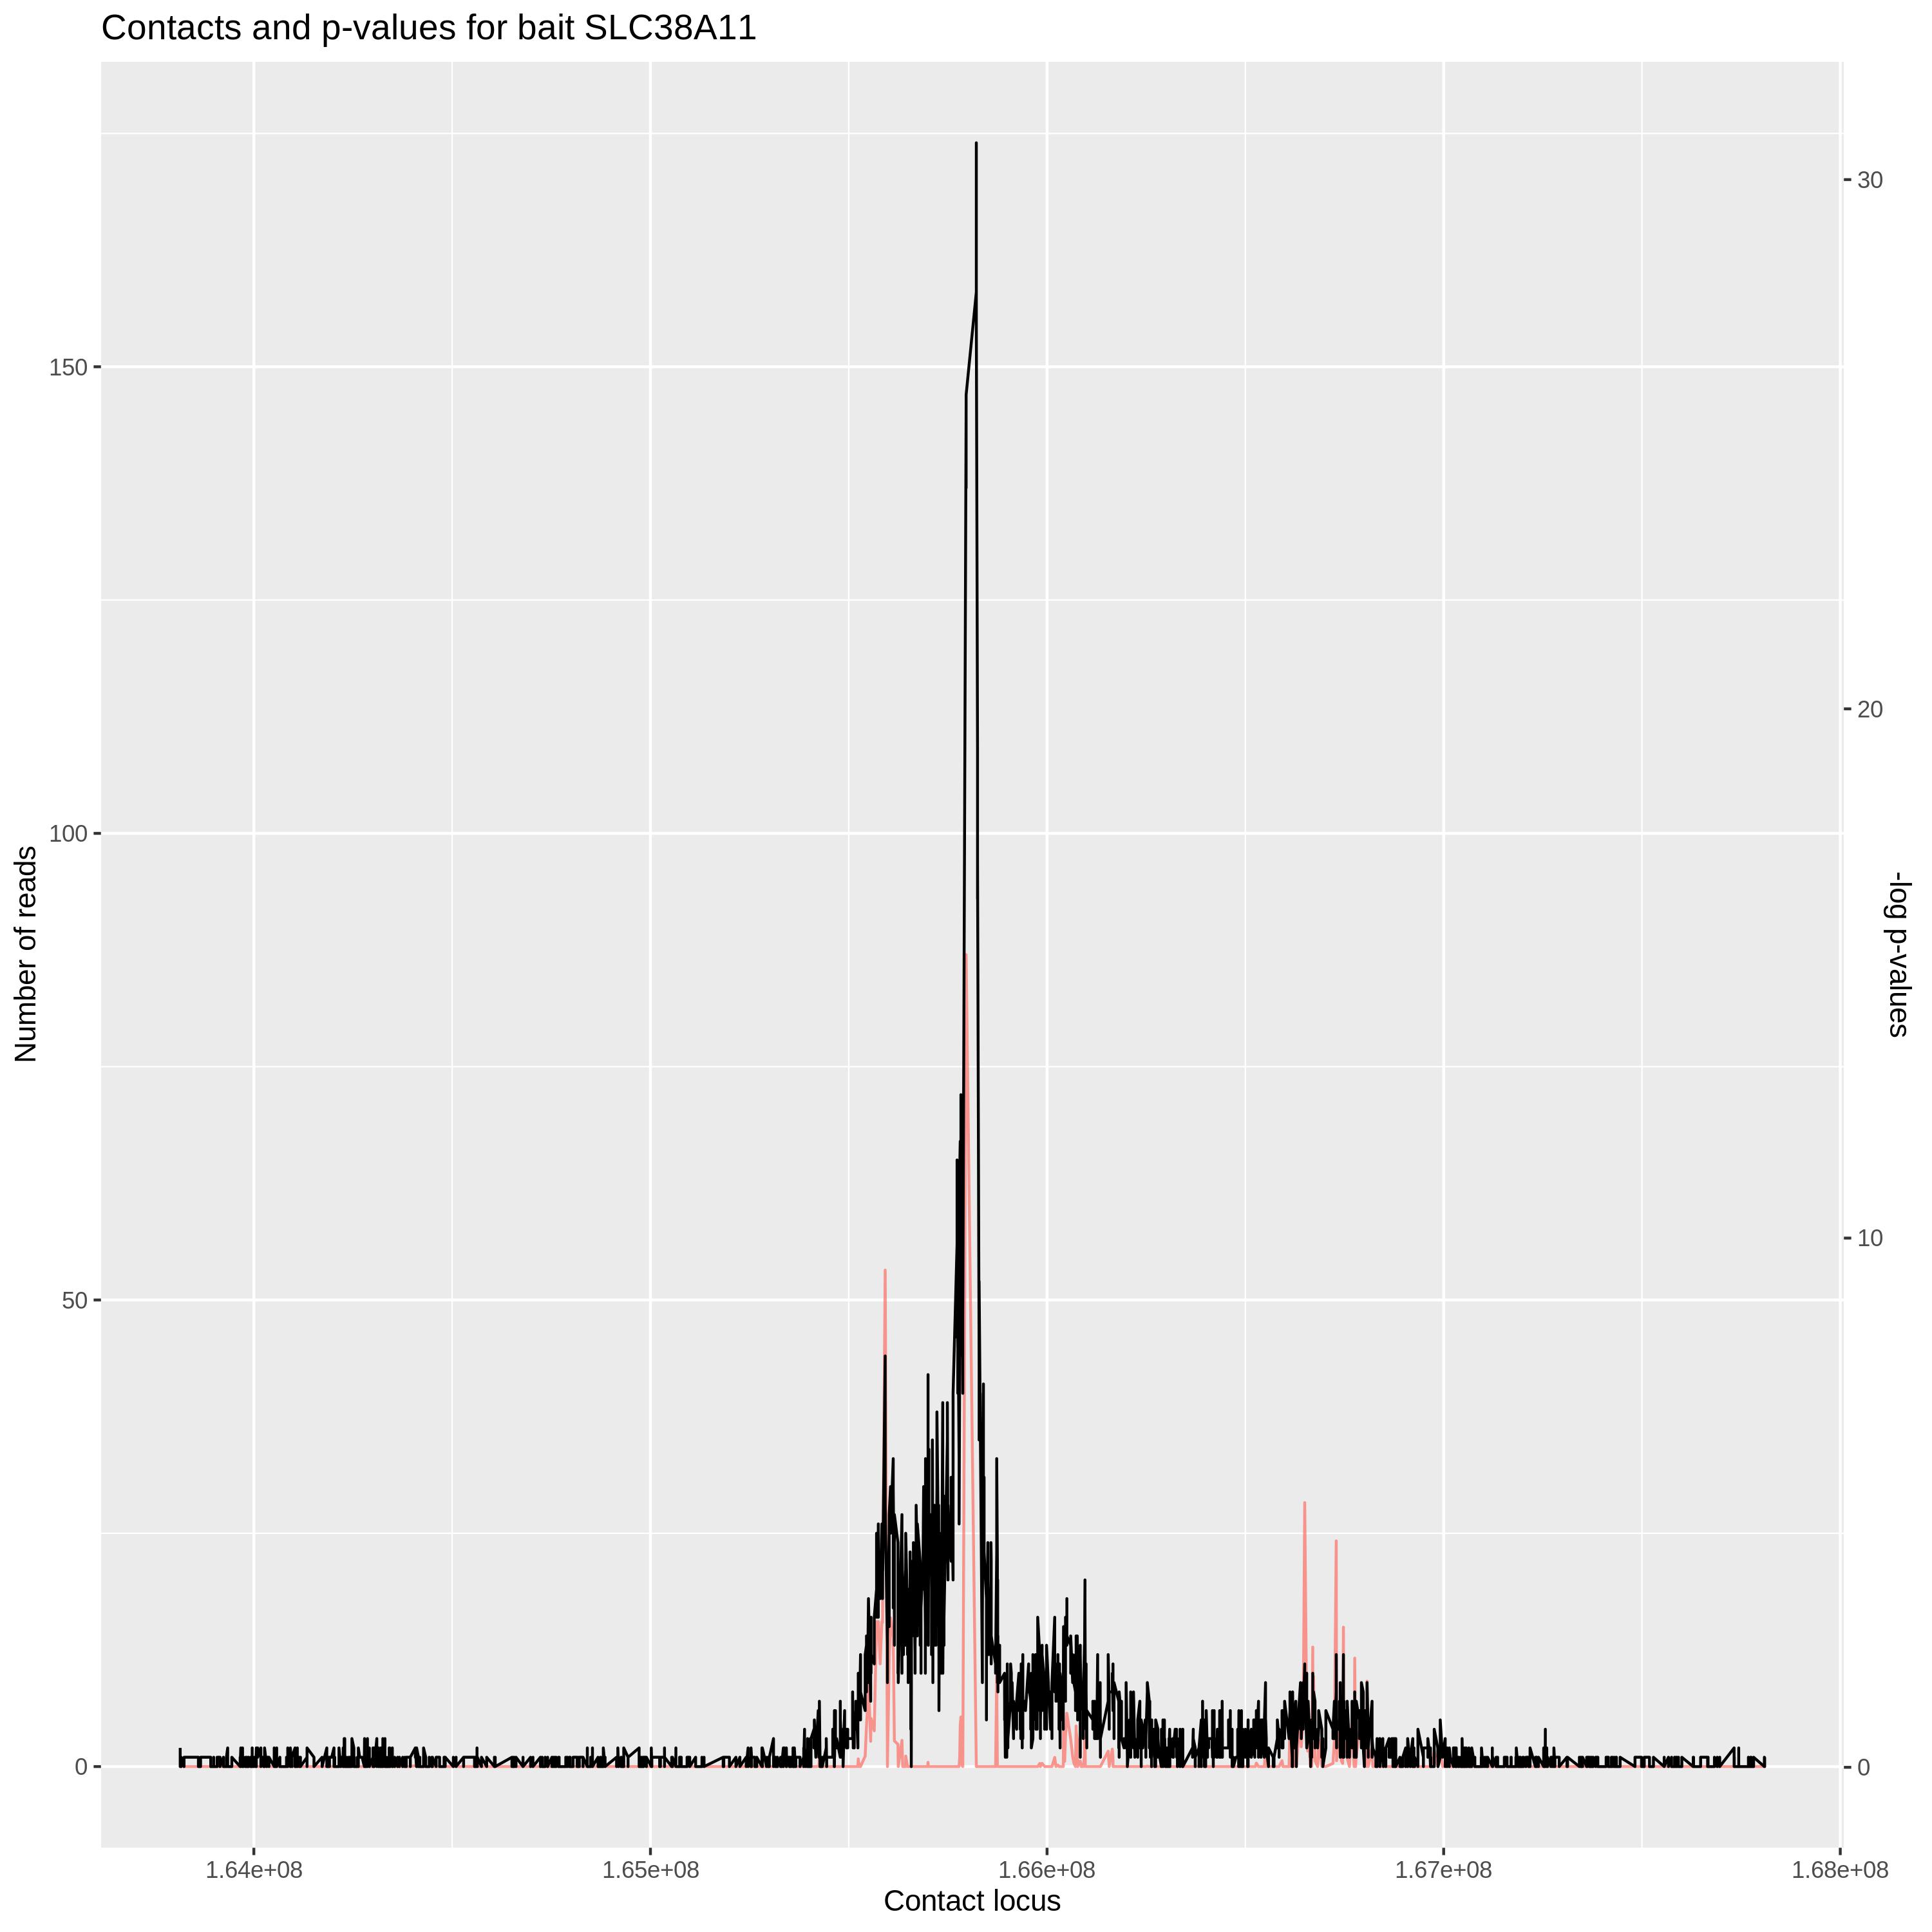 Contacts and p-values for bait SLC38A11
Number of reads
150
100
50
0
30
20
10
0
-log p-values
1.64e+08 1.65e+08 1.66e+08 1.67e+08 1.68e+08
Contact locus